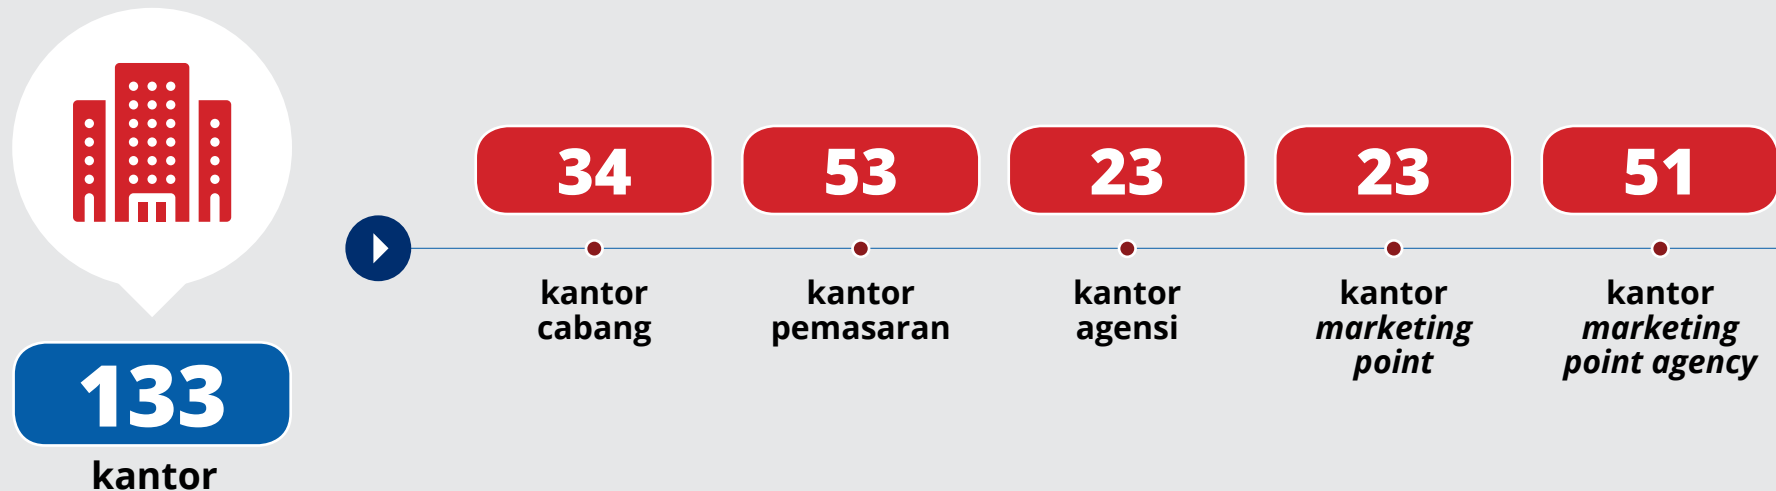 133
kantor
34
kantor
cabang
53
kantor
pemasaran
23
kantor
agensi
23
kantor
marketing
point
51
kantor
marketing
point agency